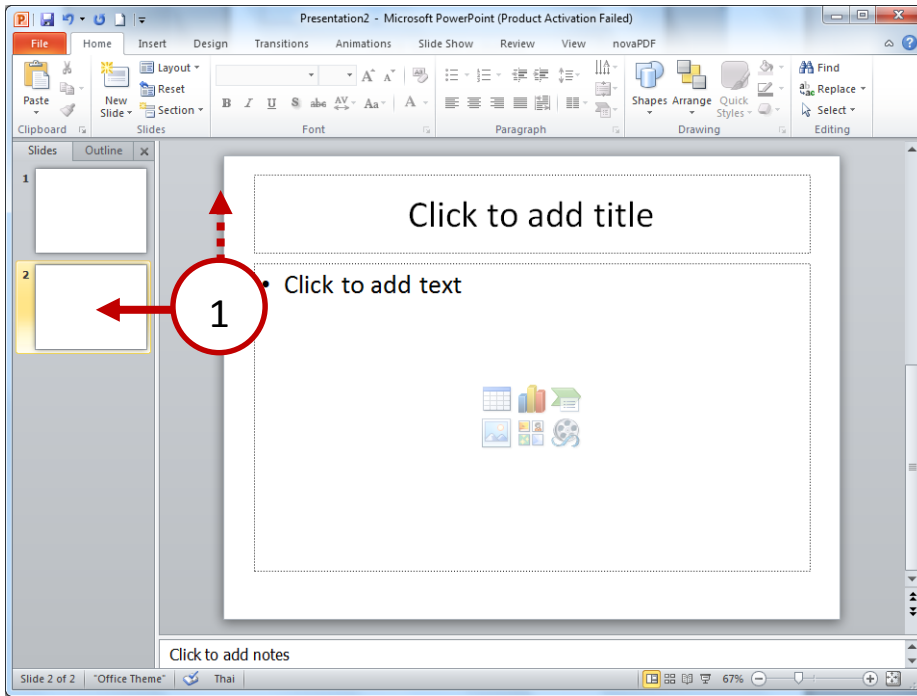 Presentation2 - Microsoft PowerPoint (Product Activation Failed)
File Home Insert Design Transitions Animations Slide Show Review View novaPDF
Paste
Clipboard
New
Slide
Layout
Reset
Section
Slides
B I U S abc AV Aa A
Font
Paragraph
Shapes Arrange Quick
Styles
Drawing
Find
Replace
Select
Editing
Slides Outline
1
2
1
Click to add title
• Click to add text
Click to add notes
Slide 2 of 2 "Office Theme" Thai 67%